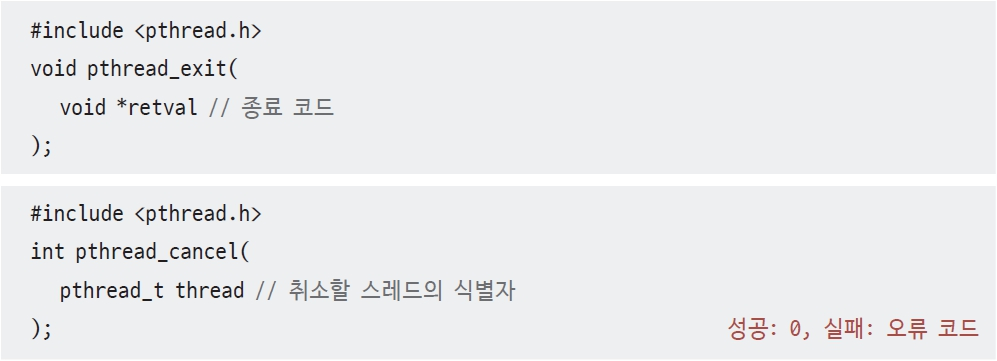 #include <pthread.h>
void pthread_exit(
void *retval // 종료 코드
);
#include <pthread.h>
int pthread_cancel(
pthread_t thread // 취소할 스레드의 식별자
); 성공: 0, 실패: 오류 코드